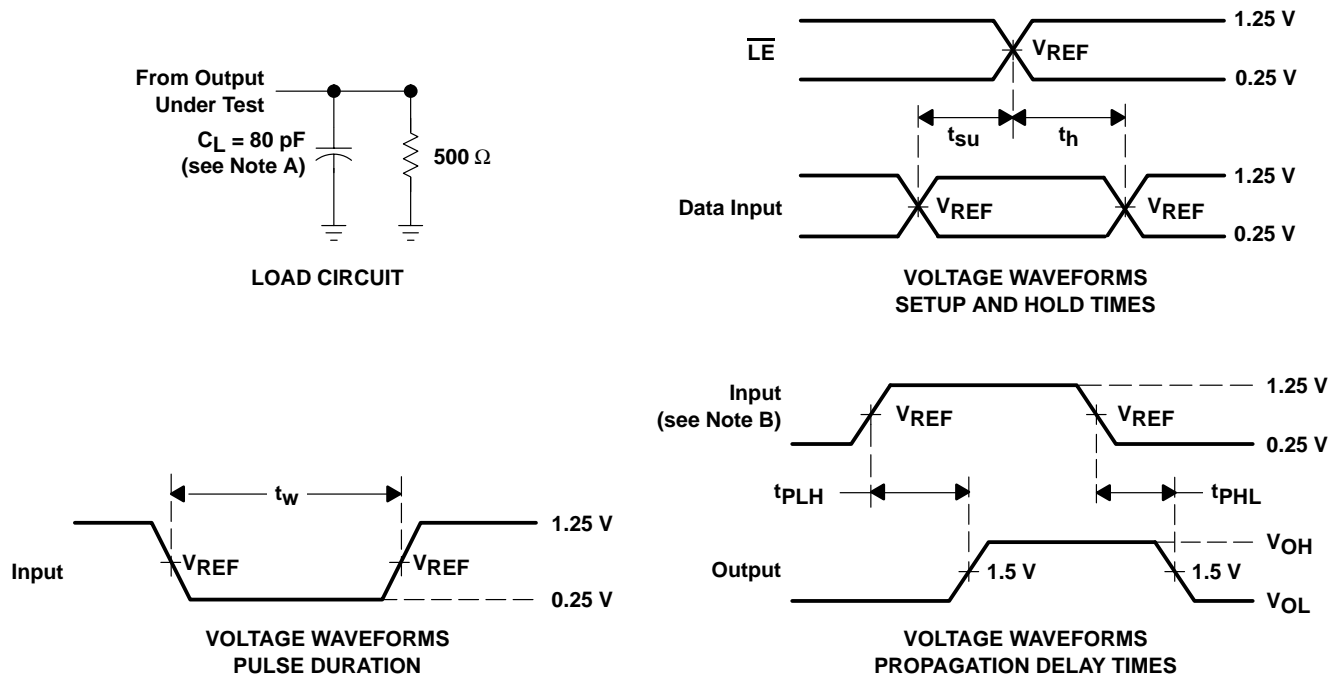 From Output
Under Test
CL = 80 pF
(see Note A)
500 Ω
LOAD CIRCUIT
LE
VREF
1.25 V
0.25 V
tsu
th
Data Input
VREF
VREF
1.25 V
0.25 V
VOLTAGE WAVEFORMS
SETUP AND HOLD TIMES
Input
tw
VREF
VREF
1.25 V
0.25 V
VOLTAGE WAVEFORMS
PULSE DURATION
Input
(see Note B)
VREF
VREF
1.25 V
0.25 V
tPLH
tPHL
Output
1.5 V
1.5 V
VOH
VOL
VOLTAGE WAVEFORMS
PROPAGATION DELAY TIMES